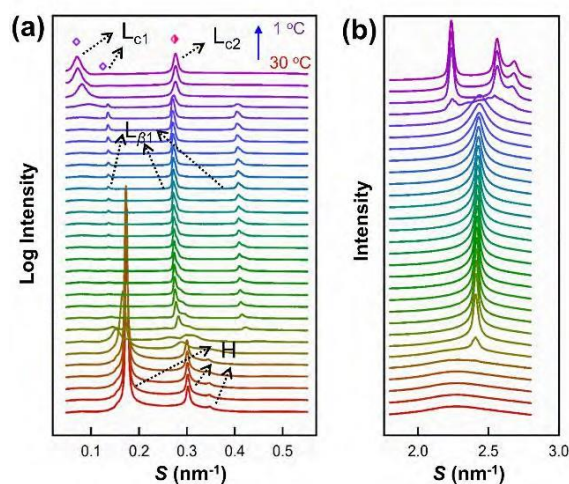 (a)
L_c1
L_c2
1 °C
30 °C
L_β1
H
Log Intensity
0.1 0.2 0.3 0.4 0.5
S (nm⁻¹)
(b)
Intensity
2.0 2.5 3.0
S (nm⁻¹)